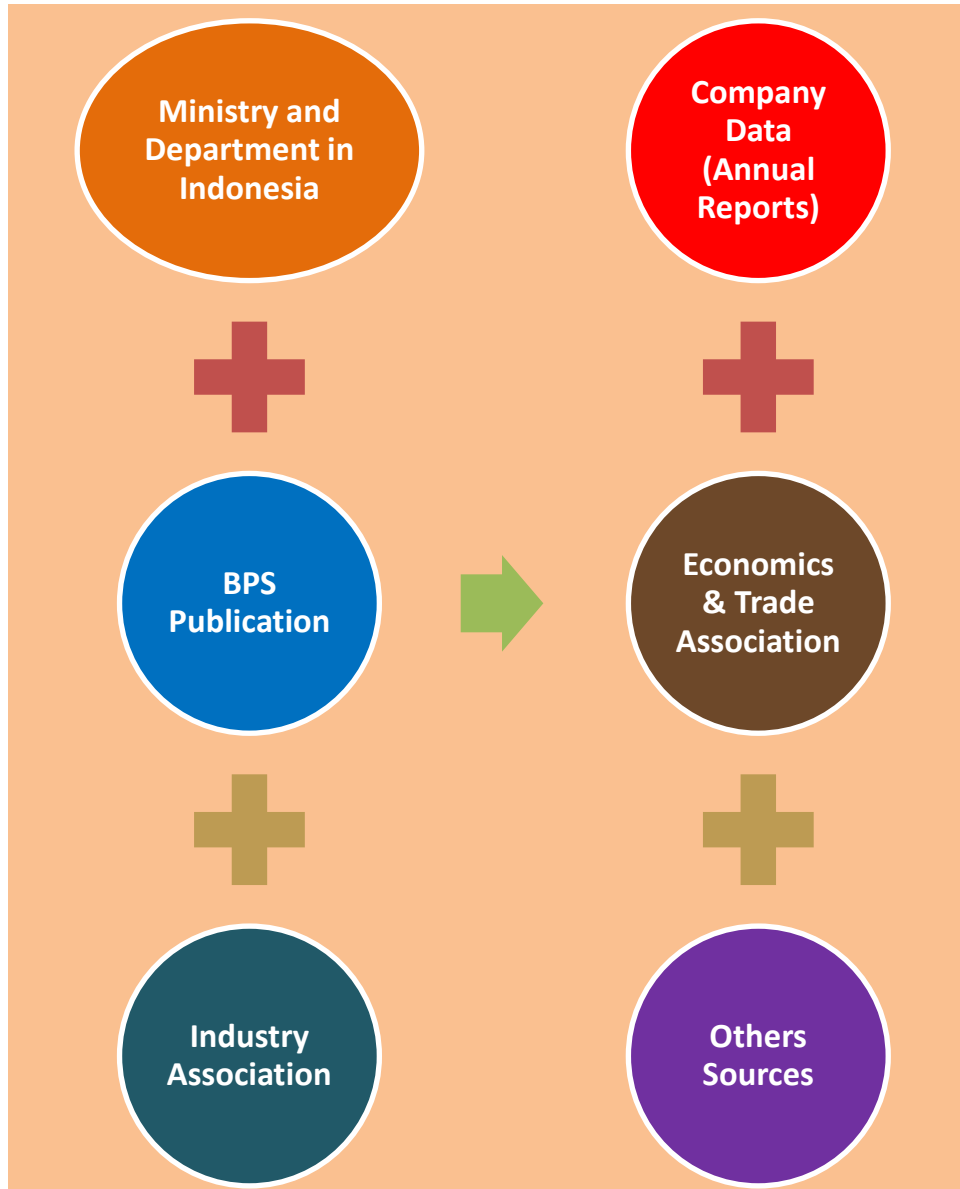 Ministry and
Department in
Indonesia
Company
Data
(Annual
Reports)
BPS
Publication
Economics
& Trade
Association
Industry
Association
Others
Sources